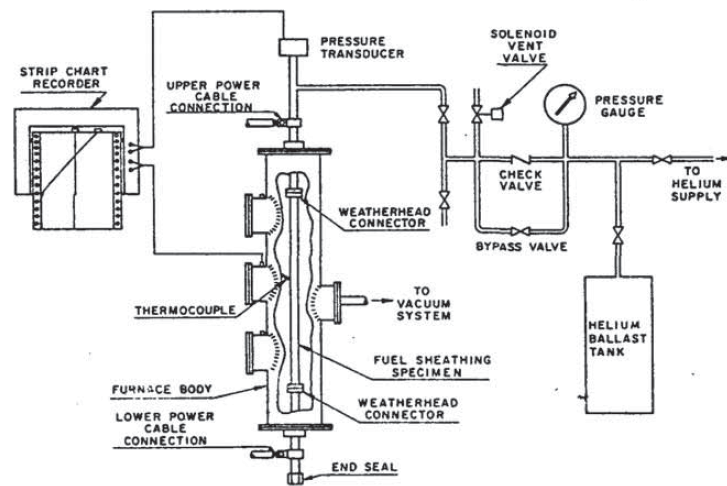 PRESSURE
TRANSDUCER
SOLENOID
VENT
VALVE
STRIP CHART
RECORDER
UPPER POWER
CABLE
CONNECTION
PRESSURE
GAUGE
CHECK
VALVE
TO
HELIUM
SUPPLY
WEATHERHEAD
CONNECTOR
BYPASS VALVE
THERMOCOUPLE
TO
VACUUM
SYSTEM
HELIUM
BALLAST
TANK
FUEL SHEATHING
SPECIMEN
FURNACE BODY
WEATHERHEAD
CONNECTOR
LOWER POWER
CABLE
CONNECTION
END SEAL